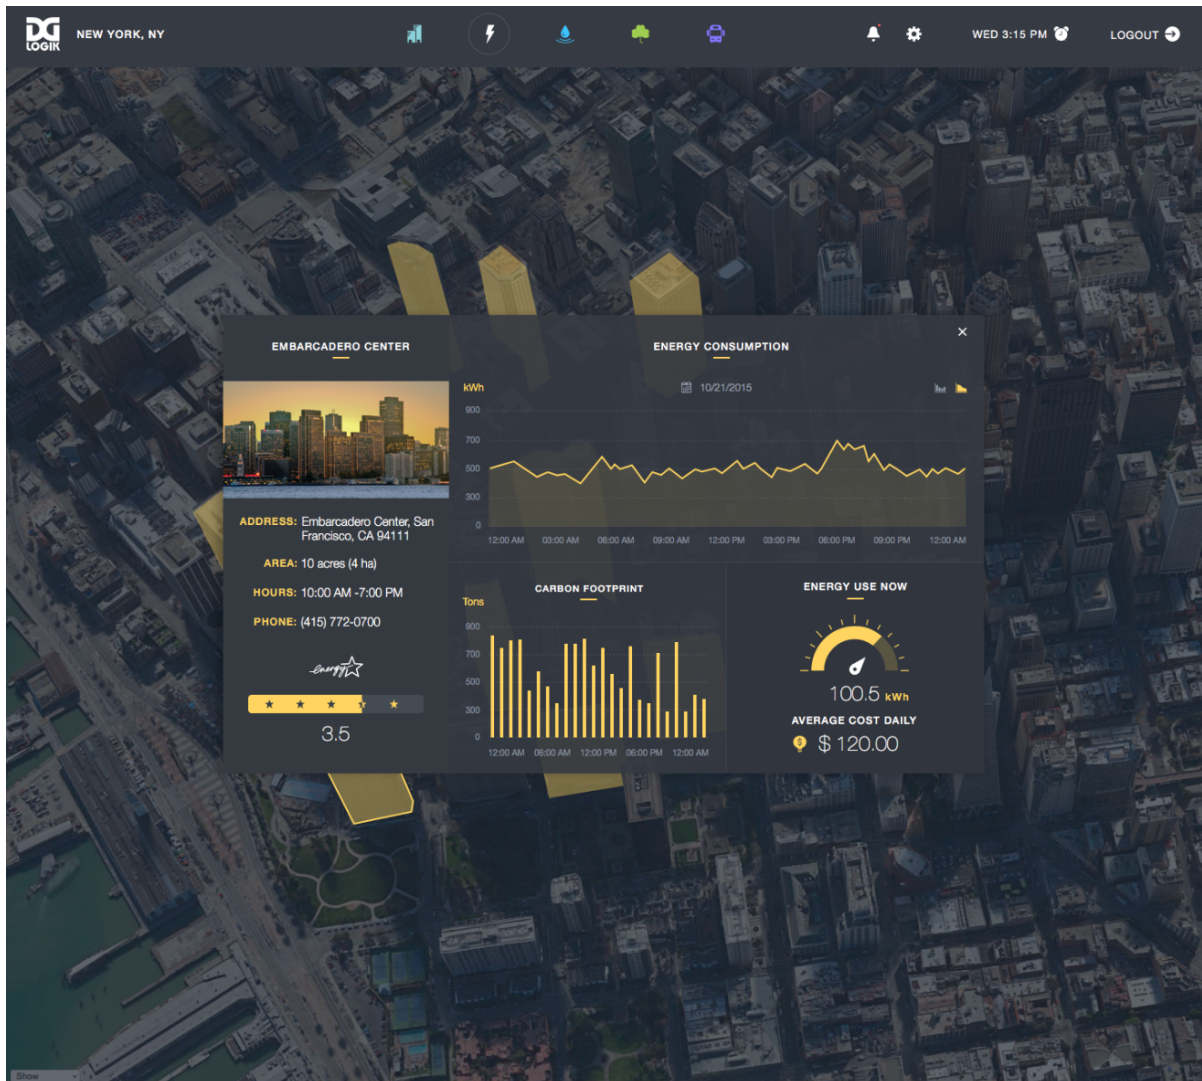 DG
LOGIK
NEW YORK, NY
WED 3:15 PM
LOGOUT
EMBARCADERO CENTER
ADDRESS: Embarcadero Center, San
Francisco, CA 94111
AREA: 10 acres (4 ha)
HOURS: 10:00 AM -7:00 PM
PHONE: (415) 772-0700
energy
3.5
ENERGY CONSUMPTION
kWh
10/21/2015
900
700
500
300
0
12:00 AM 03:00 AM 06:00 AM 09:00 AM 12:00 PM 03:00 PM 06:00 PM 09:00 PM 12:00 AM
CARBON FOOTPRINT
Tons
900
700
500
300
0
12:00 AM 06:00 AM 12:00 PM 06:00 PM 12:00 AM
ENERGY USE NOW
100.5 kWh
AVERAGE COST DAILY
$ 120.00
Show